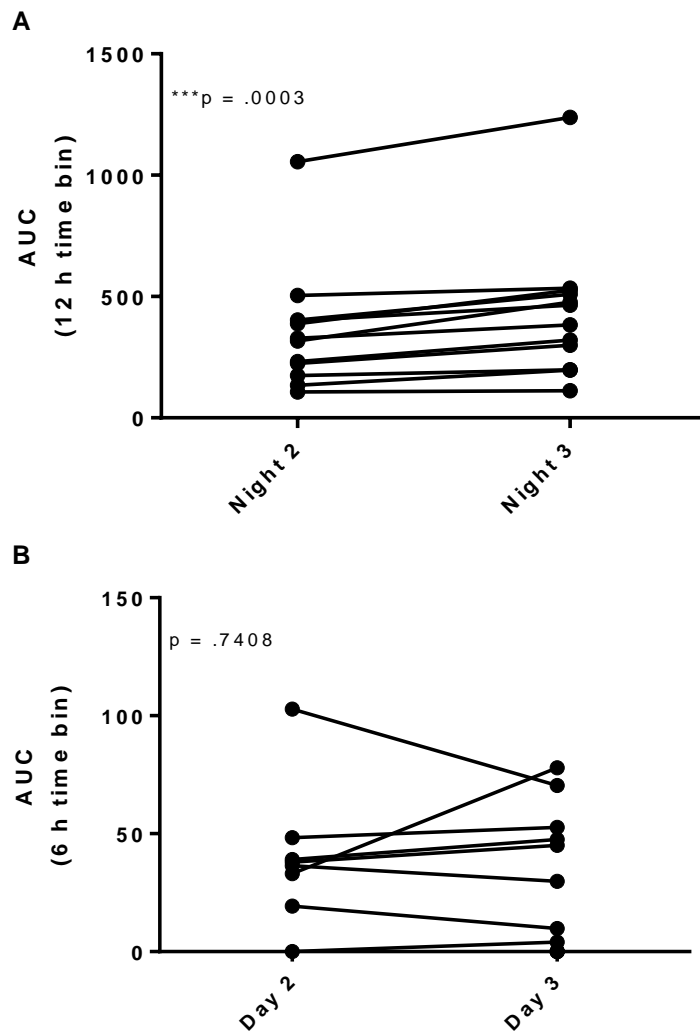 A
1500
***p = .0003
1000
500
0
AUC
(12 h time bin)
Night 2
Night 3
B
150
p = .7408
100
50
0
AUC
(6 h time bin)
Day 2
Day 3